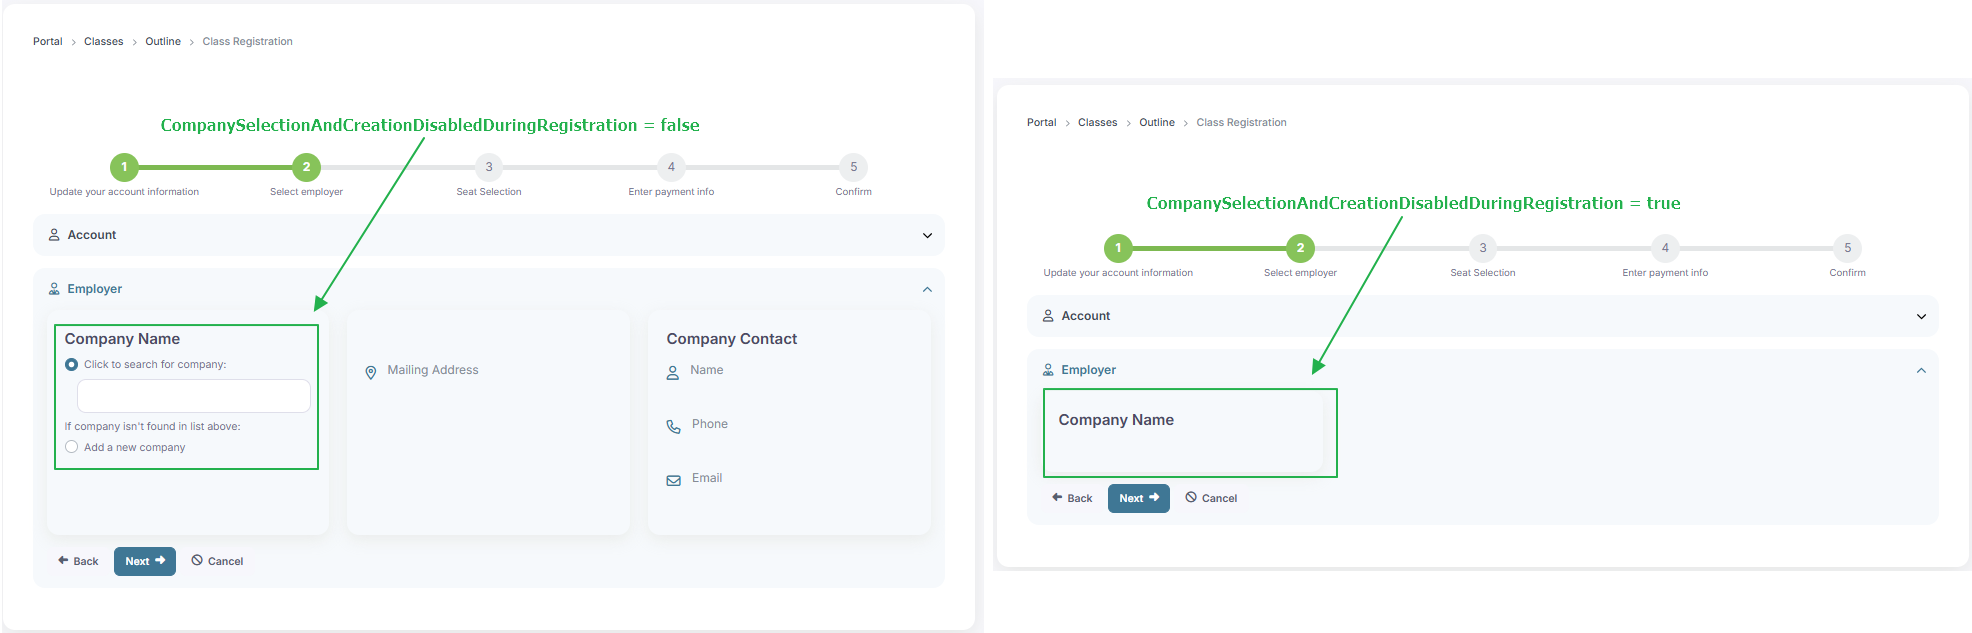 Portal > Classes > Outline > Class Registration
CompanySelectionAndCreationDisabledDuringRegistration = false
1 2 3 4 5
Update your account information Select employer Seat Selection Enter payment info Confirm
Account
Employer
Company Name
Click to search for company:
If company isn't found in list above:
Add a new company
Mailing Address
Company Contact
Name
Phone
Email
Back Next Cancel
Portal > Classes > Outline > Class Registration
CompanySelectionAndCreationDisabledDuringRegistration = true
1 2 3 4 5
Update your account information Select employer Seat Selection Enter payment info Confirm
Account
Employer
Company Name
Back Next Cancel